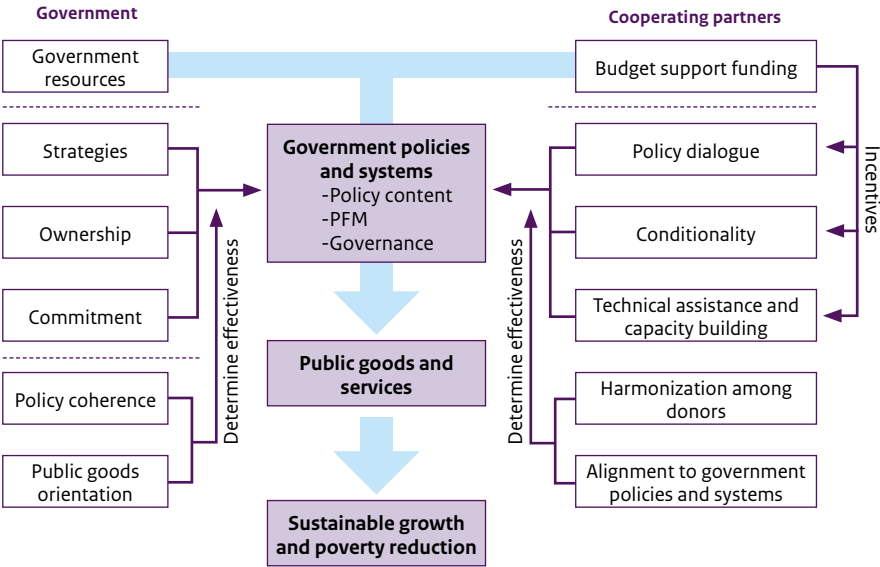 Government
Cooperating partners
Government
resources
Budget support funding
Strategies
Ownership
Commitment
Policy coherence
Public goods
orientation
Determine effectiveness
Government policies
and systems
-Policy content
-PFM
-Governance
Public goods and
services
Sustainable growth
and poverty reduction
Determine effectiveness
Policy dialogue
Conditionality
Technical assistance and
capacity building
Harmonization among
donors
Alignment to government
policies and systems
Incentives